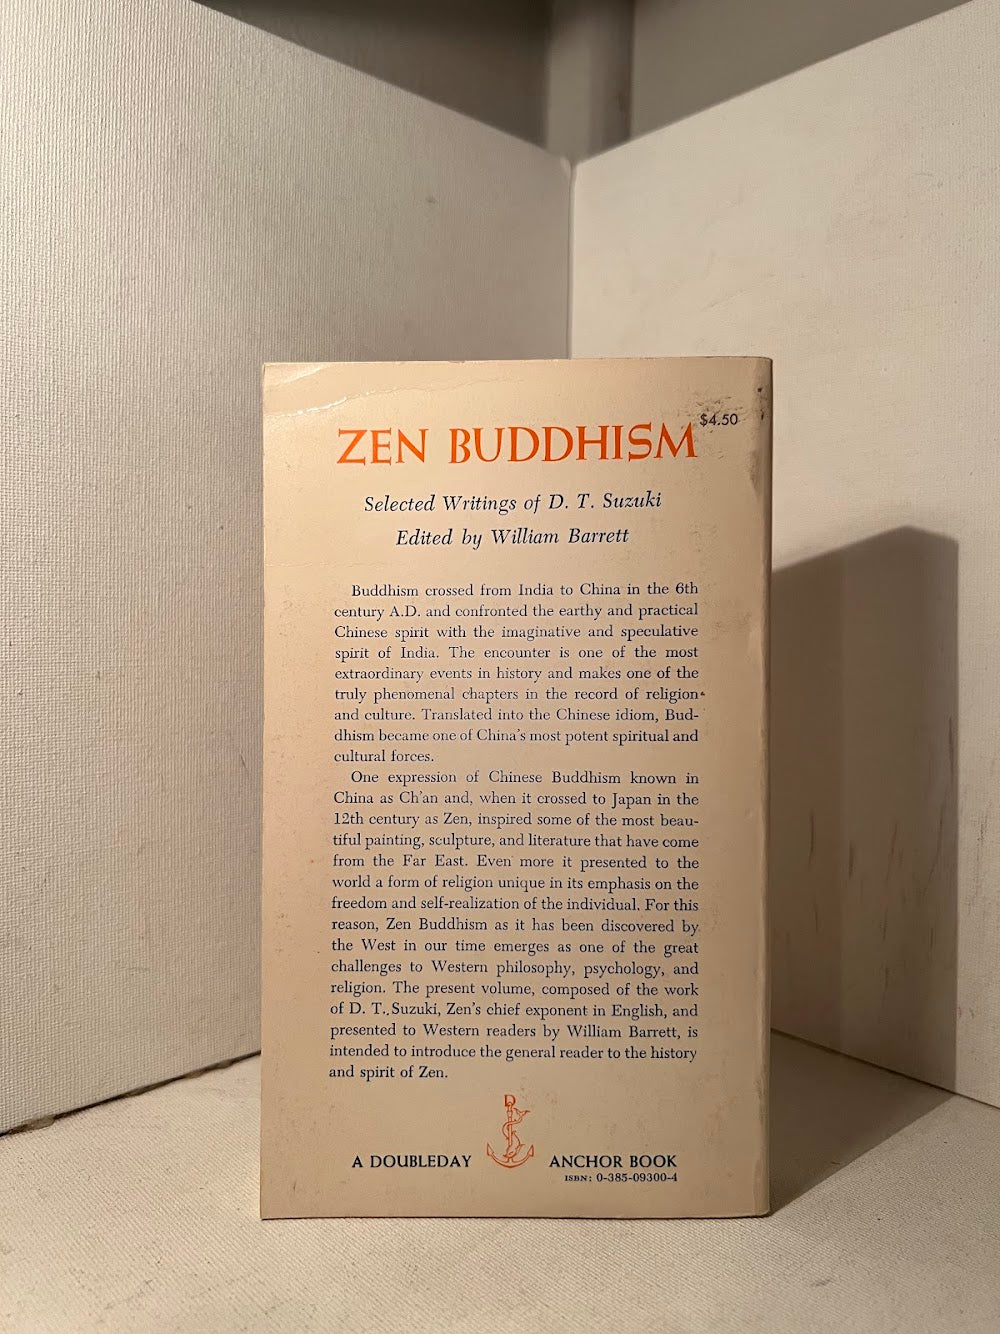 $4.50
ZEN BUDDHISM
Selected Writings of D. T. Suzuki
Edited by William Barrett
Buddhism crossed from India to China in the 6th
century A.D. and confronted the earthy and practical
Chinese spirit with the imaginative and speculative
spirit of India. The encounter is one of the most
extraordinary events in history and makes one of the
truly phenomenal chapters in the record of religion
and culture. Translated into the Chinese idiom, Bud-
dhism became one of China's most potent spiritual and
cultural forces.
One expression of Chinese Buddhism known in
China as Ch'an and, when it crossed to Japan in the
12th century as Zen, inspired some of the most beau-
tiful painting, sculpture, and literature that have come
from the Far East. Even more it presented to the
world a form of religion unique in its emphasis on the
freedom and self-realization of the individual. For this
reason, Zen Buddhism as it has been discovered by
the West in our time emerges as one of the great
challenges to Western philosophy, psychology, and
religion. The present volume, composed of the work
of D. T. Suzuki, Zen's chief exponent in English, and
presented to Western readers by William Barrett, is
intended to introduce the general reader to the history
and spirit of Zen.
A DOUBLEDAY ANCHOR BOOK
ISBN: 0-385-09300-4